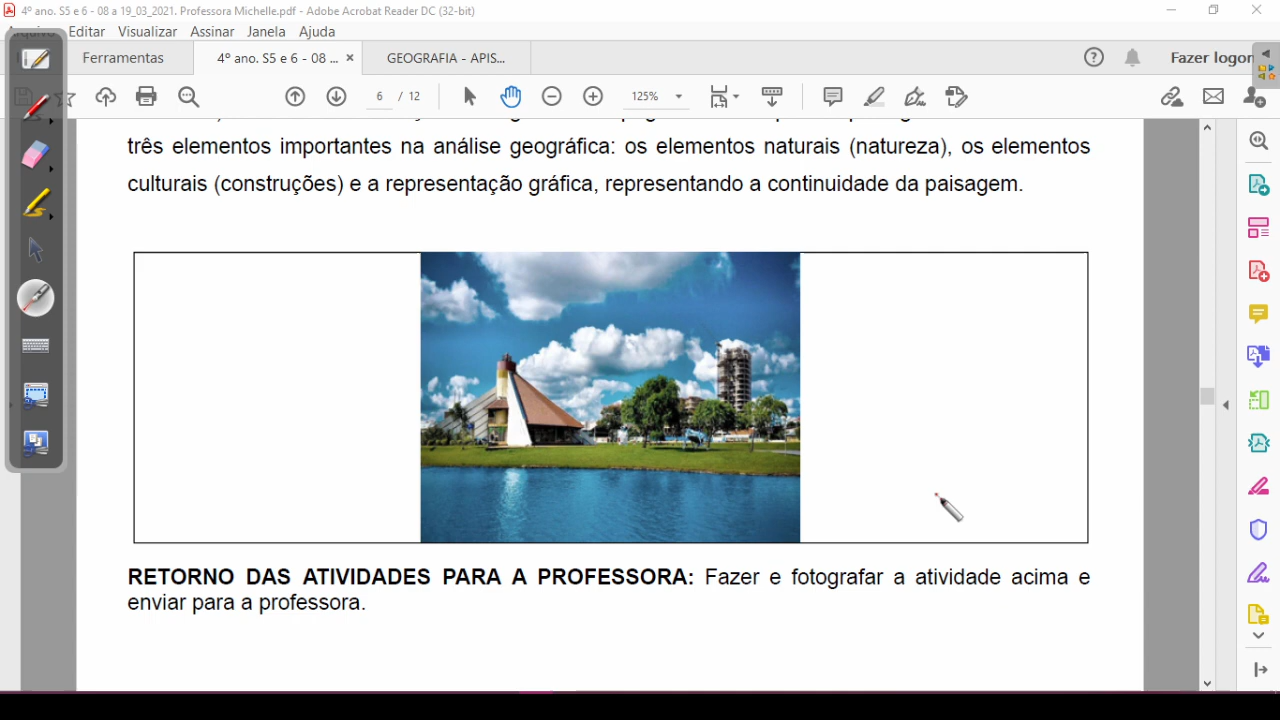 4º ano. S5 e 6 - 08 a 19_03_2021. Professora Michelle.pdf - Adobe Acrobat Reader DC (32-bit)
Arquivo Editar Visualizar Assinar Janela Ajuda
Ferramentas 4º ano. S5 e 6 - 08 ... × GEOGRAFIA - APIS... Fazer logon
6 / 12 125%
três elementos importantes na análise geográfica: os elementos naturais (natureza), os elementos
culturais (construções) e a representação gráfica, representando a continuidade da paisagem.
RETORNO DAS ATIVIDADES PARA A PROFESSORA: Fazer e fotografar a atividade acima e
enviar para a professora.